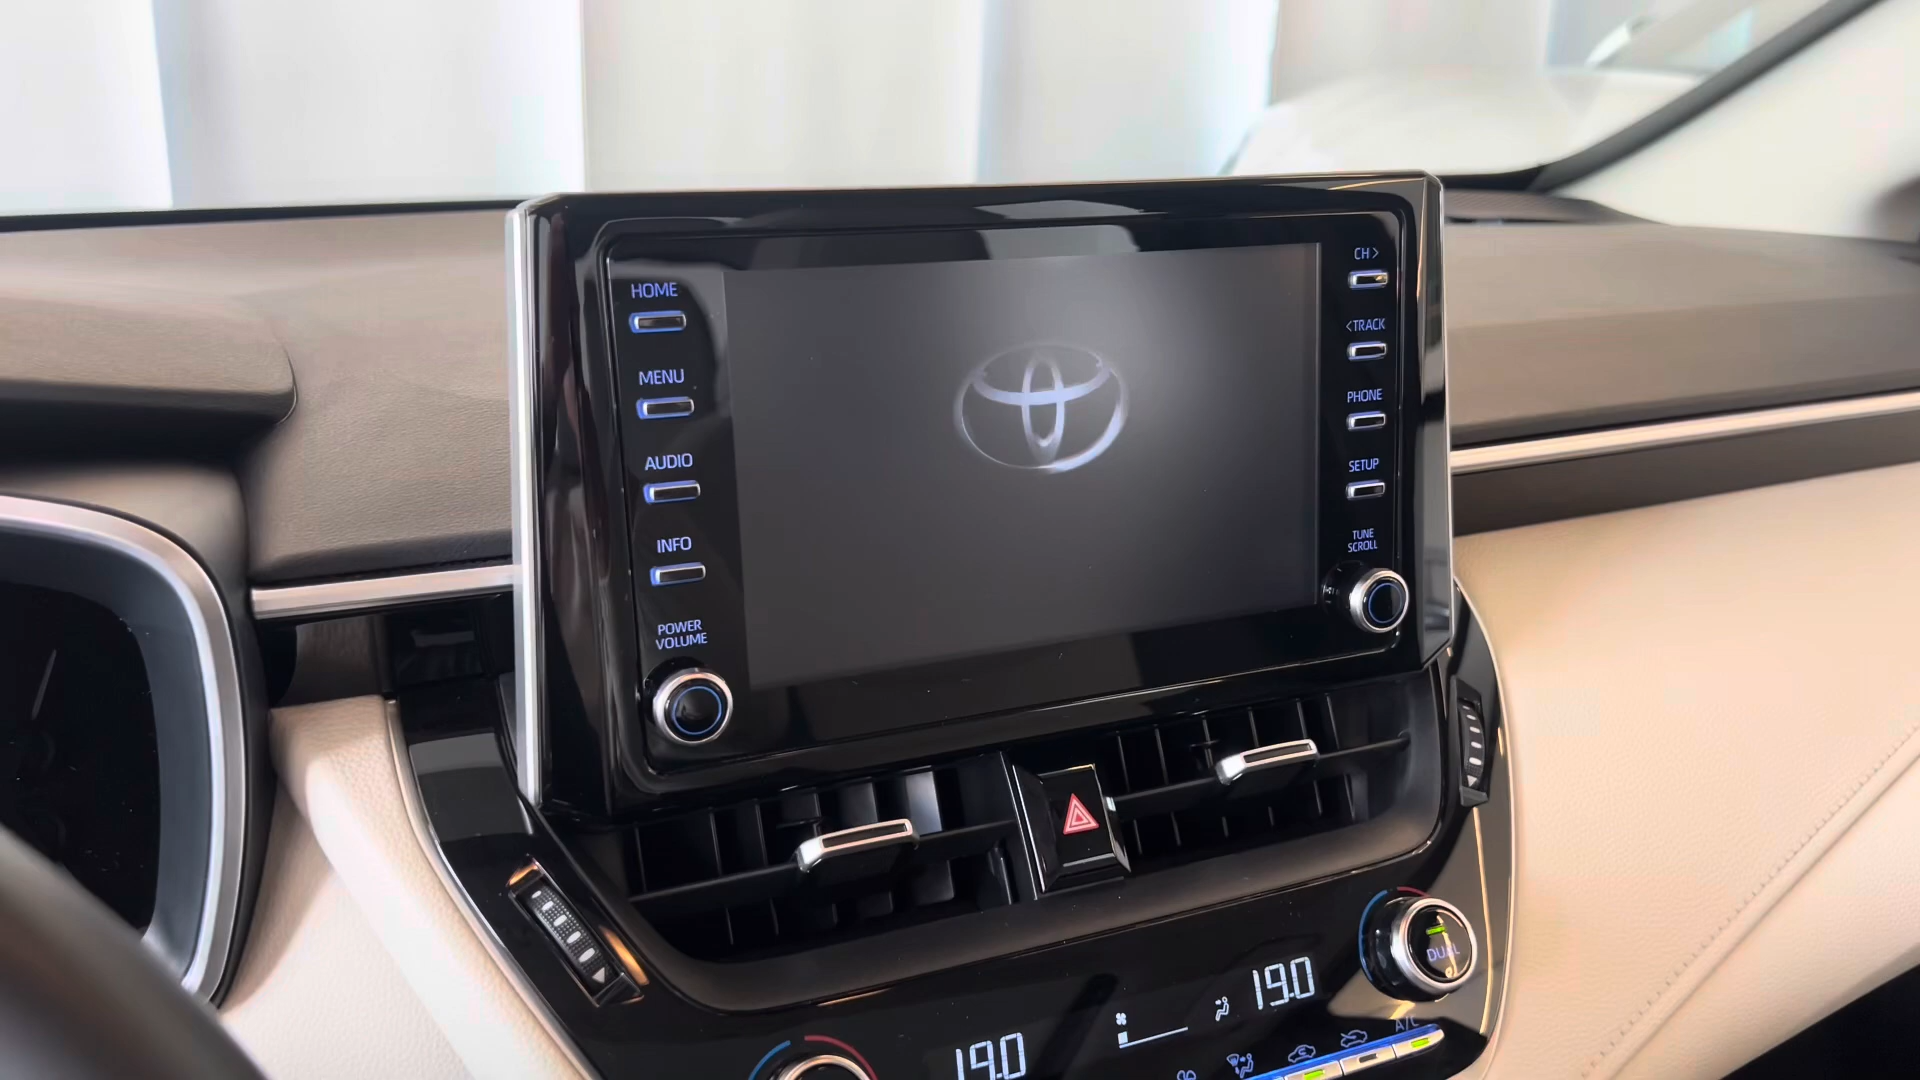 HOME
MENU
AUDIO
INFO
POWER
VOLUME
CH >
<TRACK
PHONE
SETUP
TUNE
SCROLL
DUAL
19.0
19.0
A/C